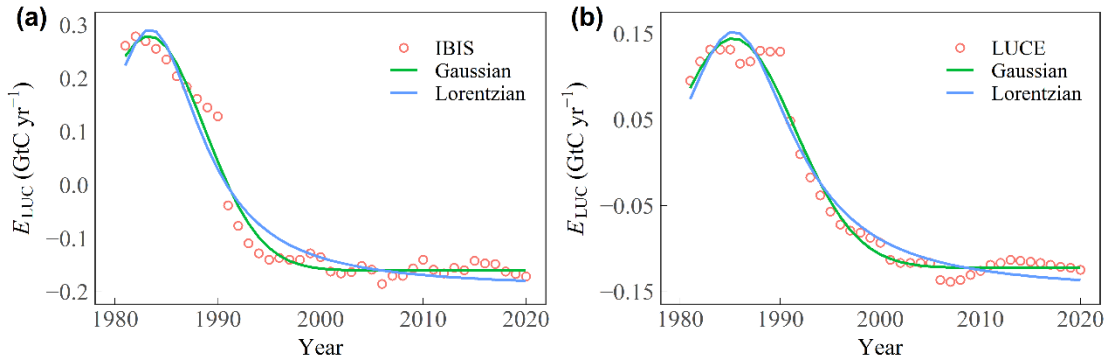 (a)
0.3
0.2
0.1
0.0
−0.1
−0.2
E_LUC (GtC yr⁻¹)
IBIS
Gaussian
Lorentzian
1980 1990 2000 2010 2020
Year
(b)
0.15
0.05
−0.05
−0.15
E_LUC (GtC yr⁻¹)
LUCE
Gaussian
Lorentzian
1980 1990 2000 2010 2020
Year